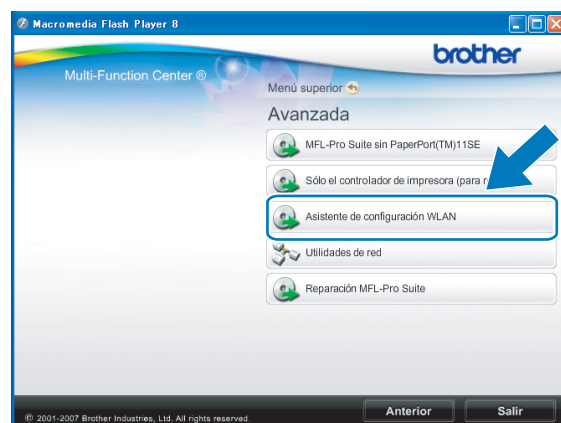 Macromedia Flash Player 8
brother
Multi-Function Center ®
Menú superior
Avanzada
MFL-Pro Suite sin PaperPort(TM)11SE
Sólo el controlador de impresora (para
Asistente de configuración WLAN
Utilidades de red
Reparación MFL-Pro Suite
Anterior
Salir
© 2001-2007 Brother Industries, Ltd. All rights reserved.